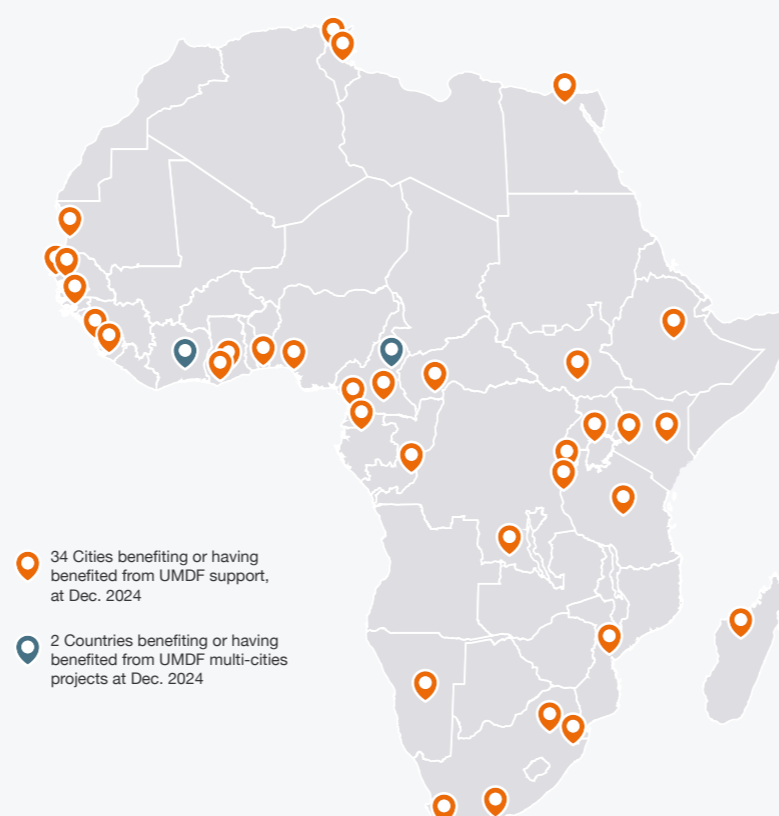 34 Cities benefiting or having
benefited from UMDF support,
at Dec. 2024
2 Countries benefiting or having
benefited from UMDF multi-cities
projects at Dec. 2024